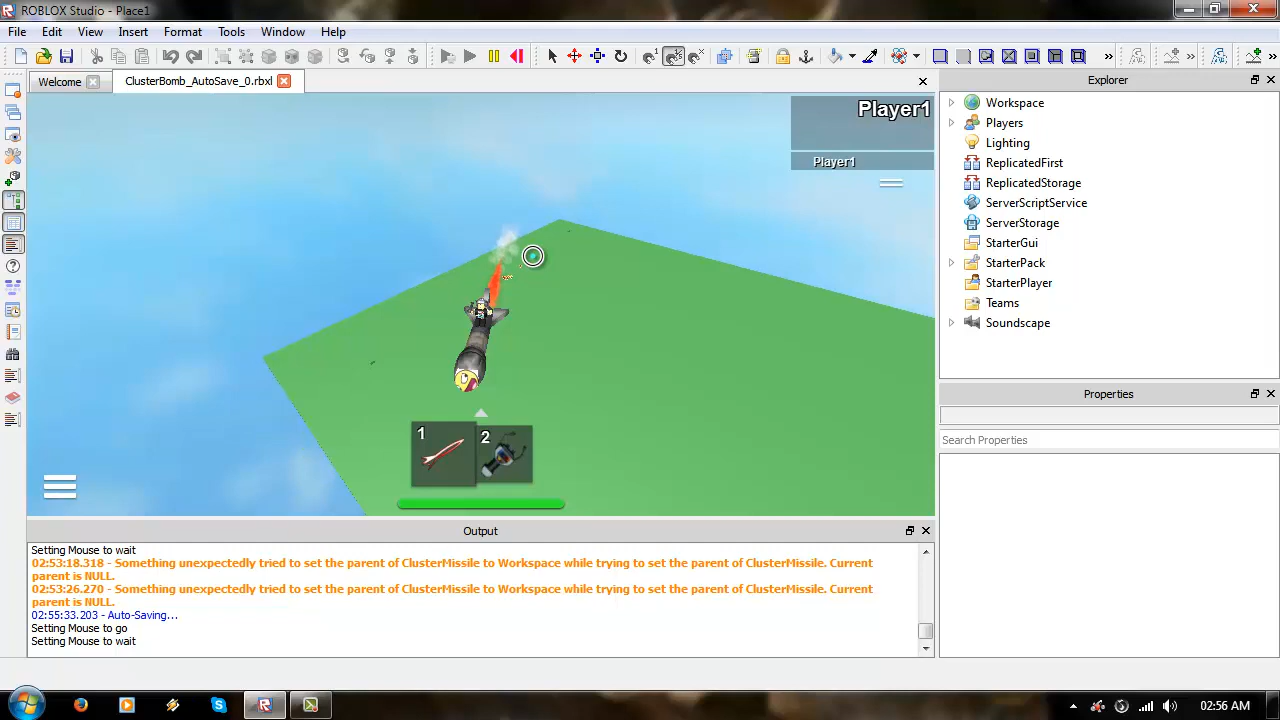 ROBLOX Studio - Place1
File Edit View Insert Format Tools Window Help
Welcome
ClusterBomb_AutoSave_0.rbxl
Explorer
Player1
Player1
Workspace
Players
Lighting
ReplicatedFirst
ReplicatedStorage
ServerScriptService
ServerStorage
StarterGui
StarterPack
StarterPlayer
Teams
Soundscape
Properties
Search Properties
1
2
Output
Setting Mouse to wait
02:53:18.318 - Something unexpectedly tried to set the parent of ClusterMissile to Workspace while trying to set the parent of ClusterMissile. Current
parent is NULL.
02:53:26.270 - Something unexpectedly tried to set the parent of ClusterMissile to Workspace while trying to set the parent of ClusterMissile. Current
parent is NULL.
02:55:33.203 - Auto-Saving...
Setting Mouse to go
Setting Mouse to wait
02:56 AM